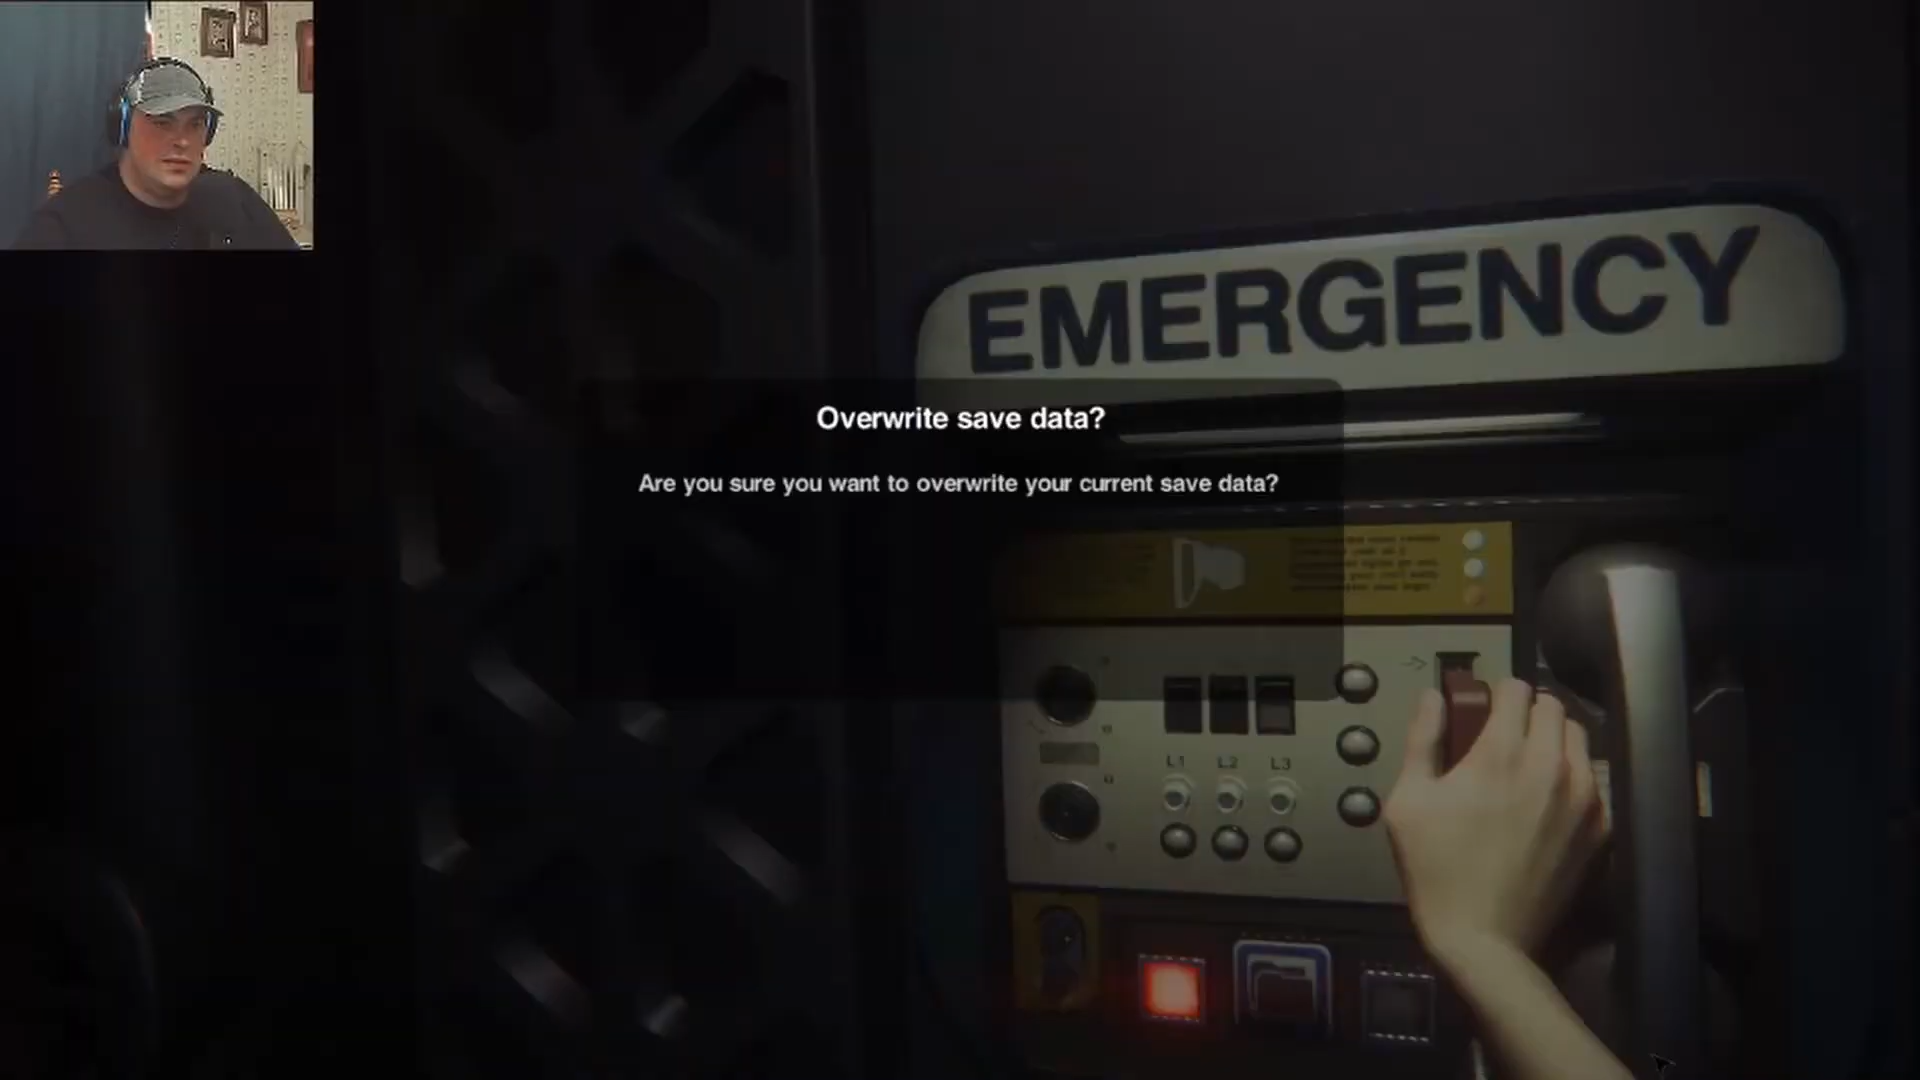 EMERGENCY
Overwrite save data?
Are you sure you want to overwrite your current save data?
L1 L2 L3